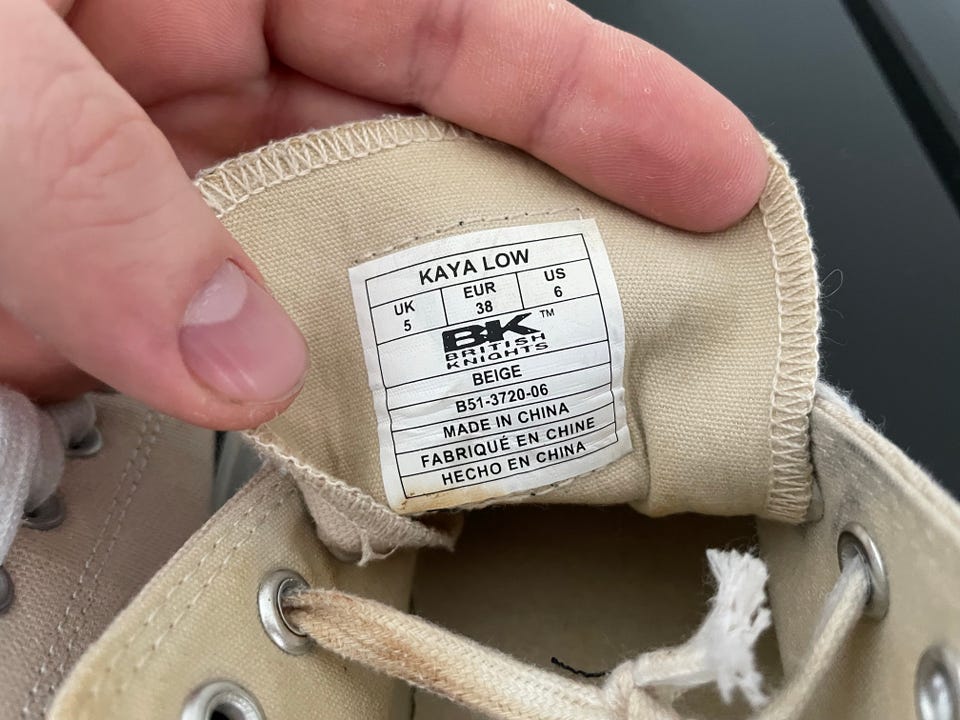 KAYA LOW
UK EUR US
5 38 6
BK™
BRITISH
KNIGHTS
BEIGE
B51-3720-06
MADE IN CHINA
FABRIQUÉ EN CHINE
HECHO EN CHINA